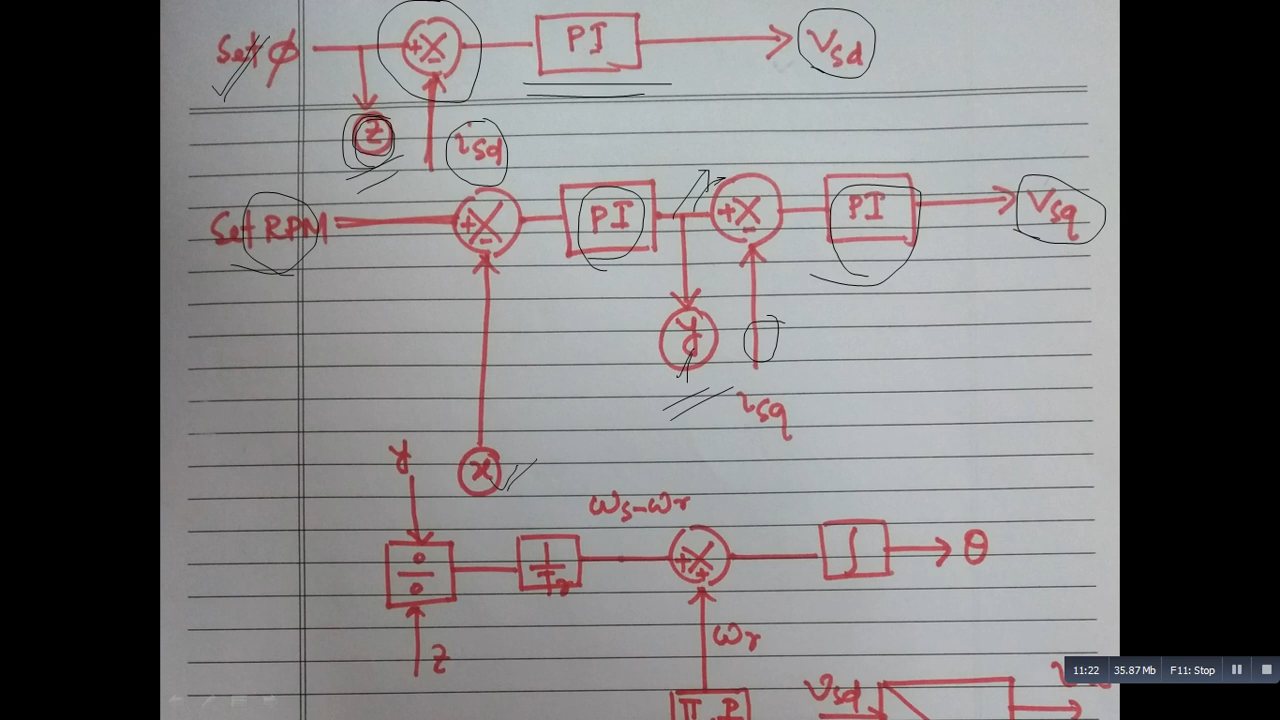 Set φ + - PI Vsd
z isd
Set RPM + - PI + - PI Vsq
y
isq
y
x
ωs-ωr
÷ 1/Tr + + ∫ θ
ωr
z
Vsd
11:22 35.87 Mb F11: Stop